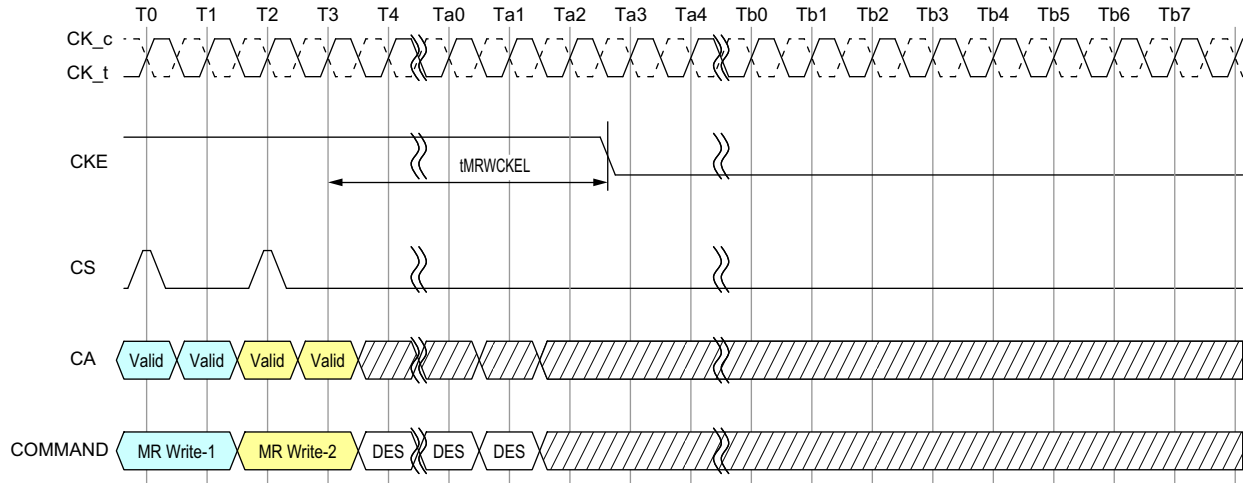 T0 T1 T2 T3 T4 Ta0 Ta1 Ta2 Ta3 Ta4 Tb0 Tb1 Tb2 Tb3 Tb4 Tb5 Tb6 Tb7
CK_c
CK_t
CKE
tMRWCKEL
CS
CA Valid Valid Valid Valid
COMMAND MR Write-1 MR Write-2 DES DES DES